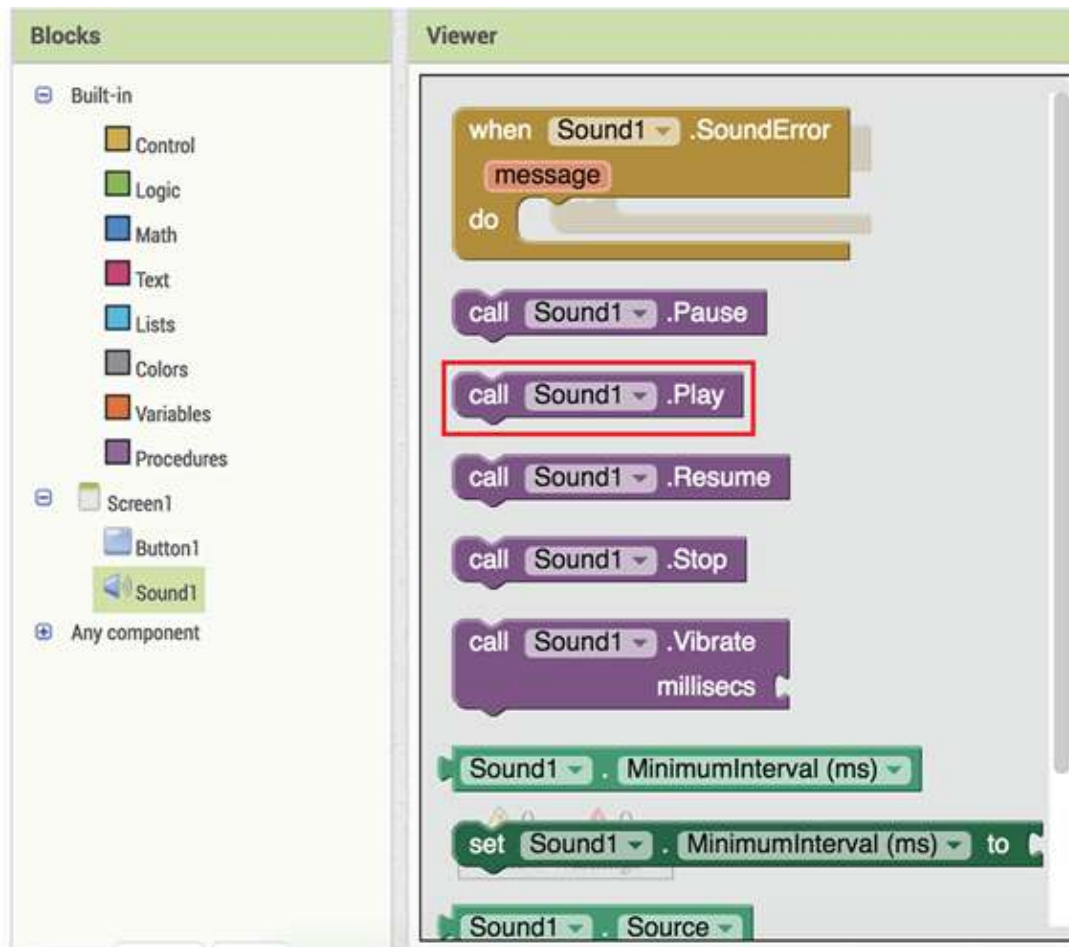 Blocks
Viewer
Built-in
Control
Logic
Math
Text
Lists
Colors
Variables
Procedures
Screen1
Button1
Sound1
Any component
when Sound1 .SoundError
message
do
call Sound1 .Pause
call Sound1 .Play
call Sound1 .Resume
call Sound1 .Stop
call Sound1 .Vibrate
millisecs
Sound1 . MinimumInterval (ms)
set Sound1 . MinimumInterval (ms) to
Sound1 . Source